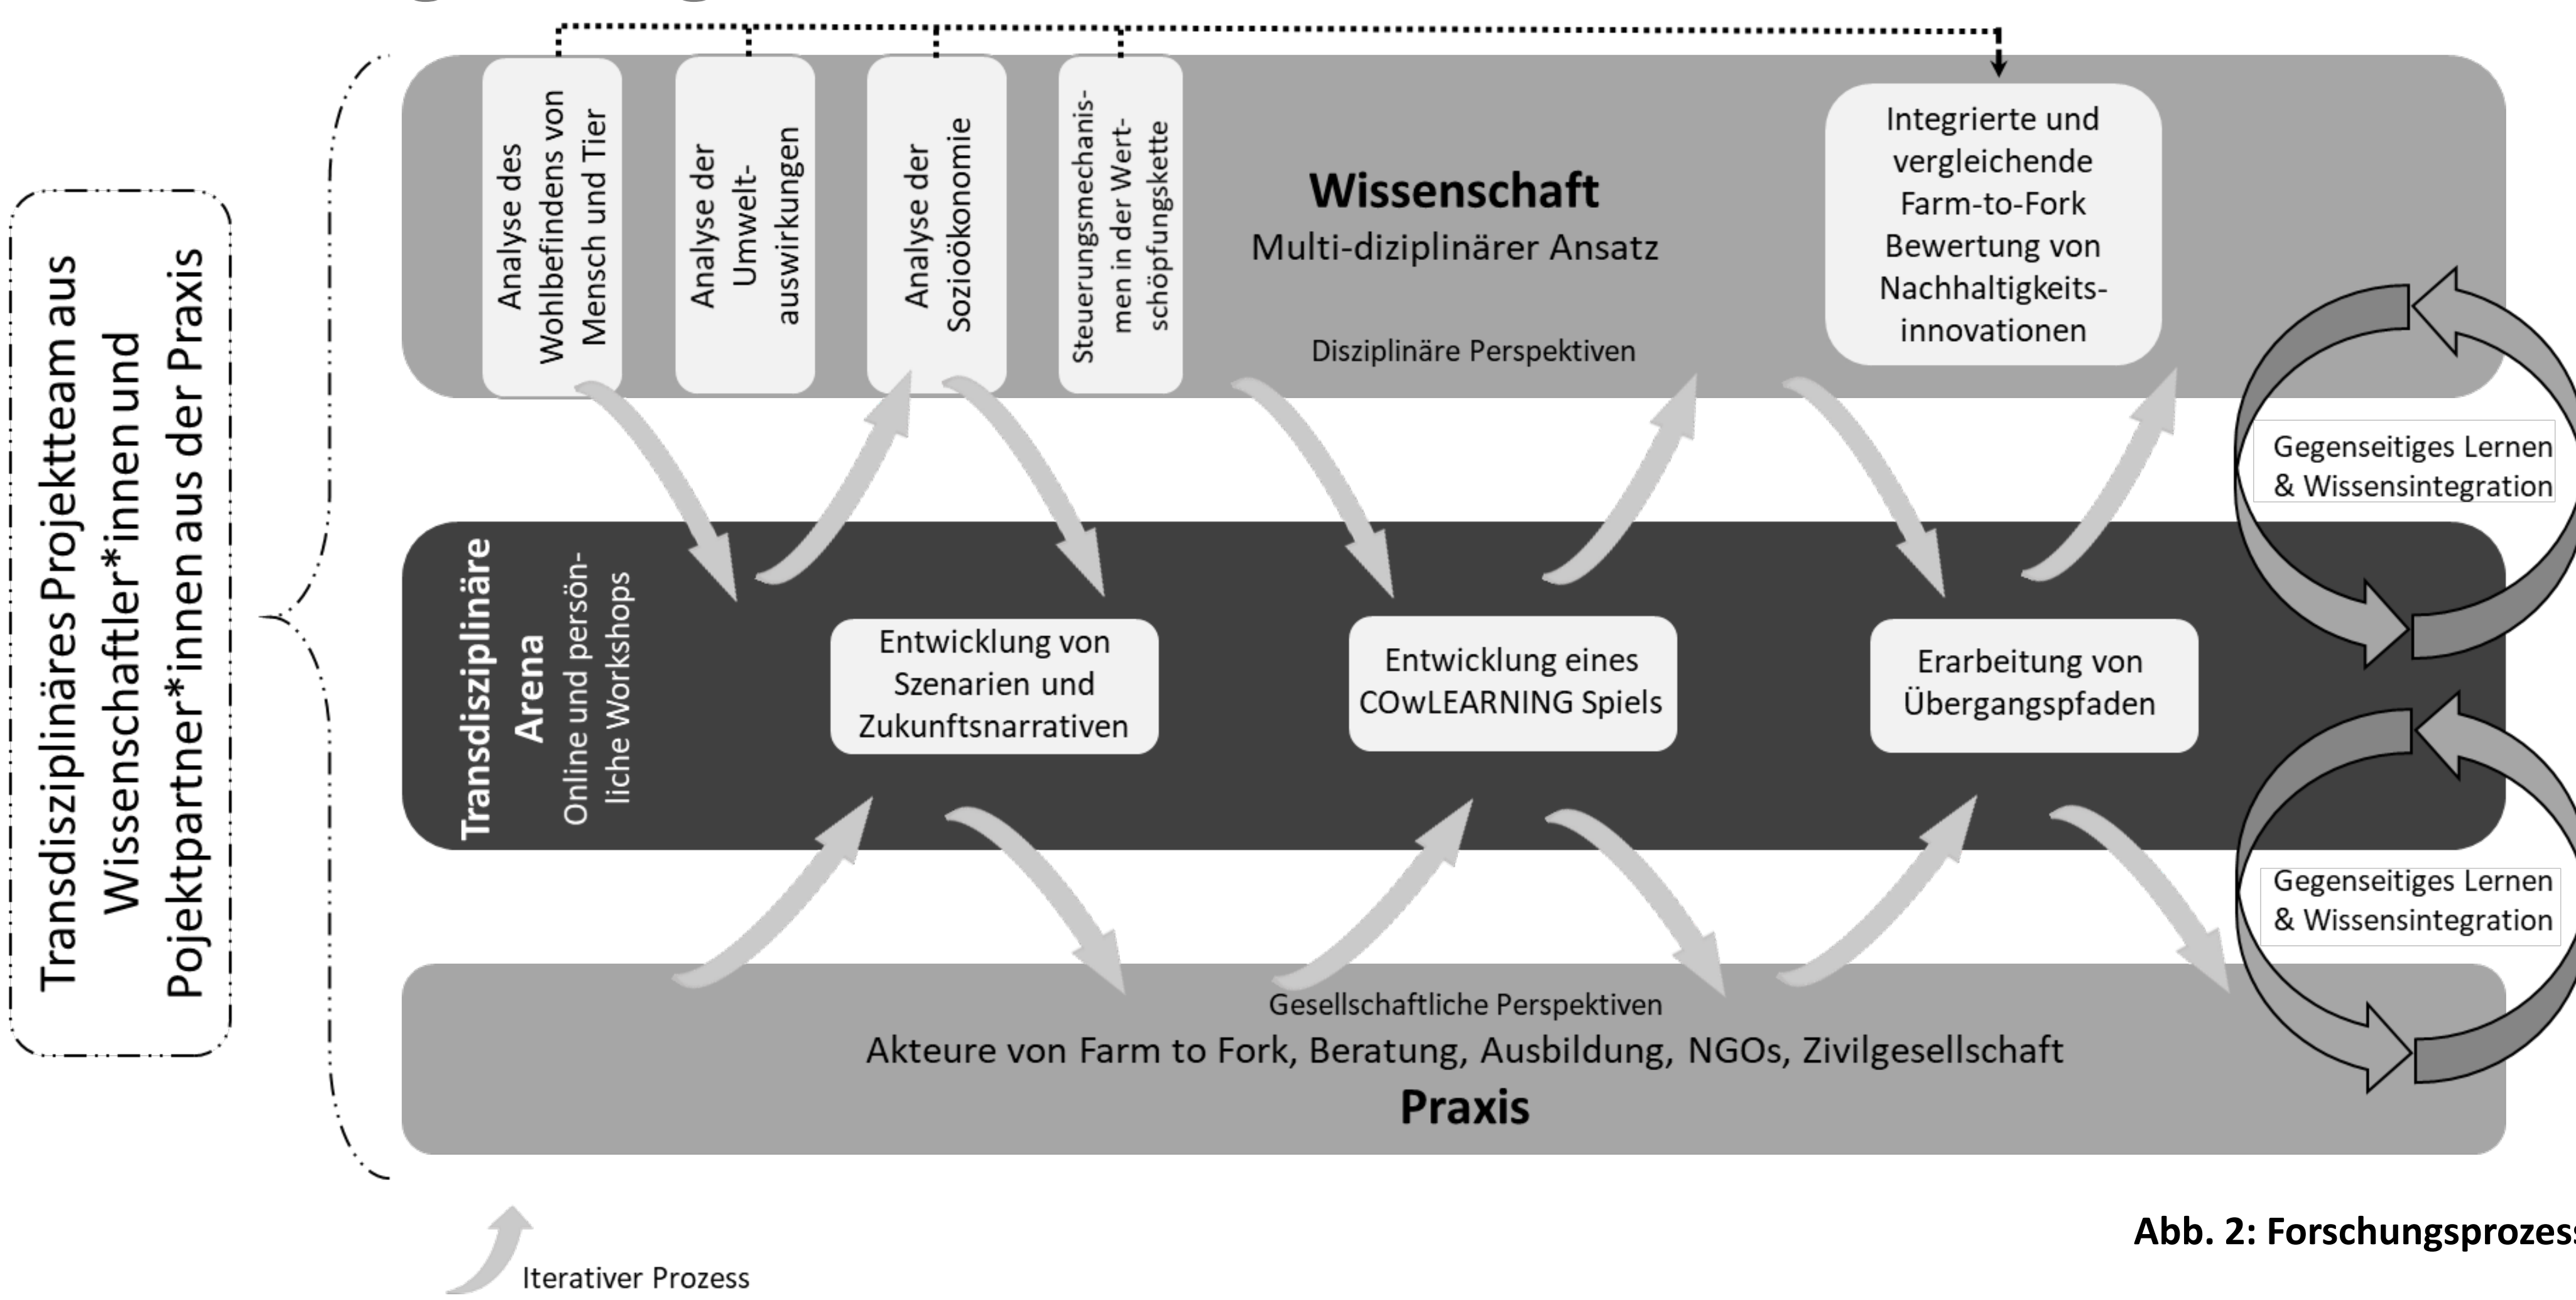 Transdisziplinäres Projektteam aus
Wissenschaftler*innen und
Pojektpartner*innen aus der Praxis
Analyse des
Wohlbefindens von
Mensch und Tier
Analyse der
Umwelt-
auswirkungen
Analyse der
Sozioökonomie
Steuerungsmechanis-
men in der Wert-
schöpfungskette
Wissenschaft
Multi-diziplinärer Ansatz
Disziplinäre Perspektiven
Integrierte und
vergleichende
Farm-to-Fork
Bewertung von
Nachhaltigkeits-
innovationen
Gegenseitiges Lernen
& Wissensintegration
Transdisziplinäre
Arena
Online und persön-
liche Workshops
Entwicklung von
Szenarien und
Zukunftsnarrativen
Entwicklung eines
COwLEARNING Spiels
Erarbeitung von
Übergangspfaden
Gegenseitiges Lernen
& Wissensintegration
Gesellschaftliche Perspektiven
Akteure von Farm to Fork, Beratung, Ausbildung, NGOs, Zivilgesellschaft
Praxis
Iterativer Prozess
Abb. 2: Forschungsprozess